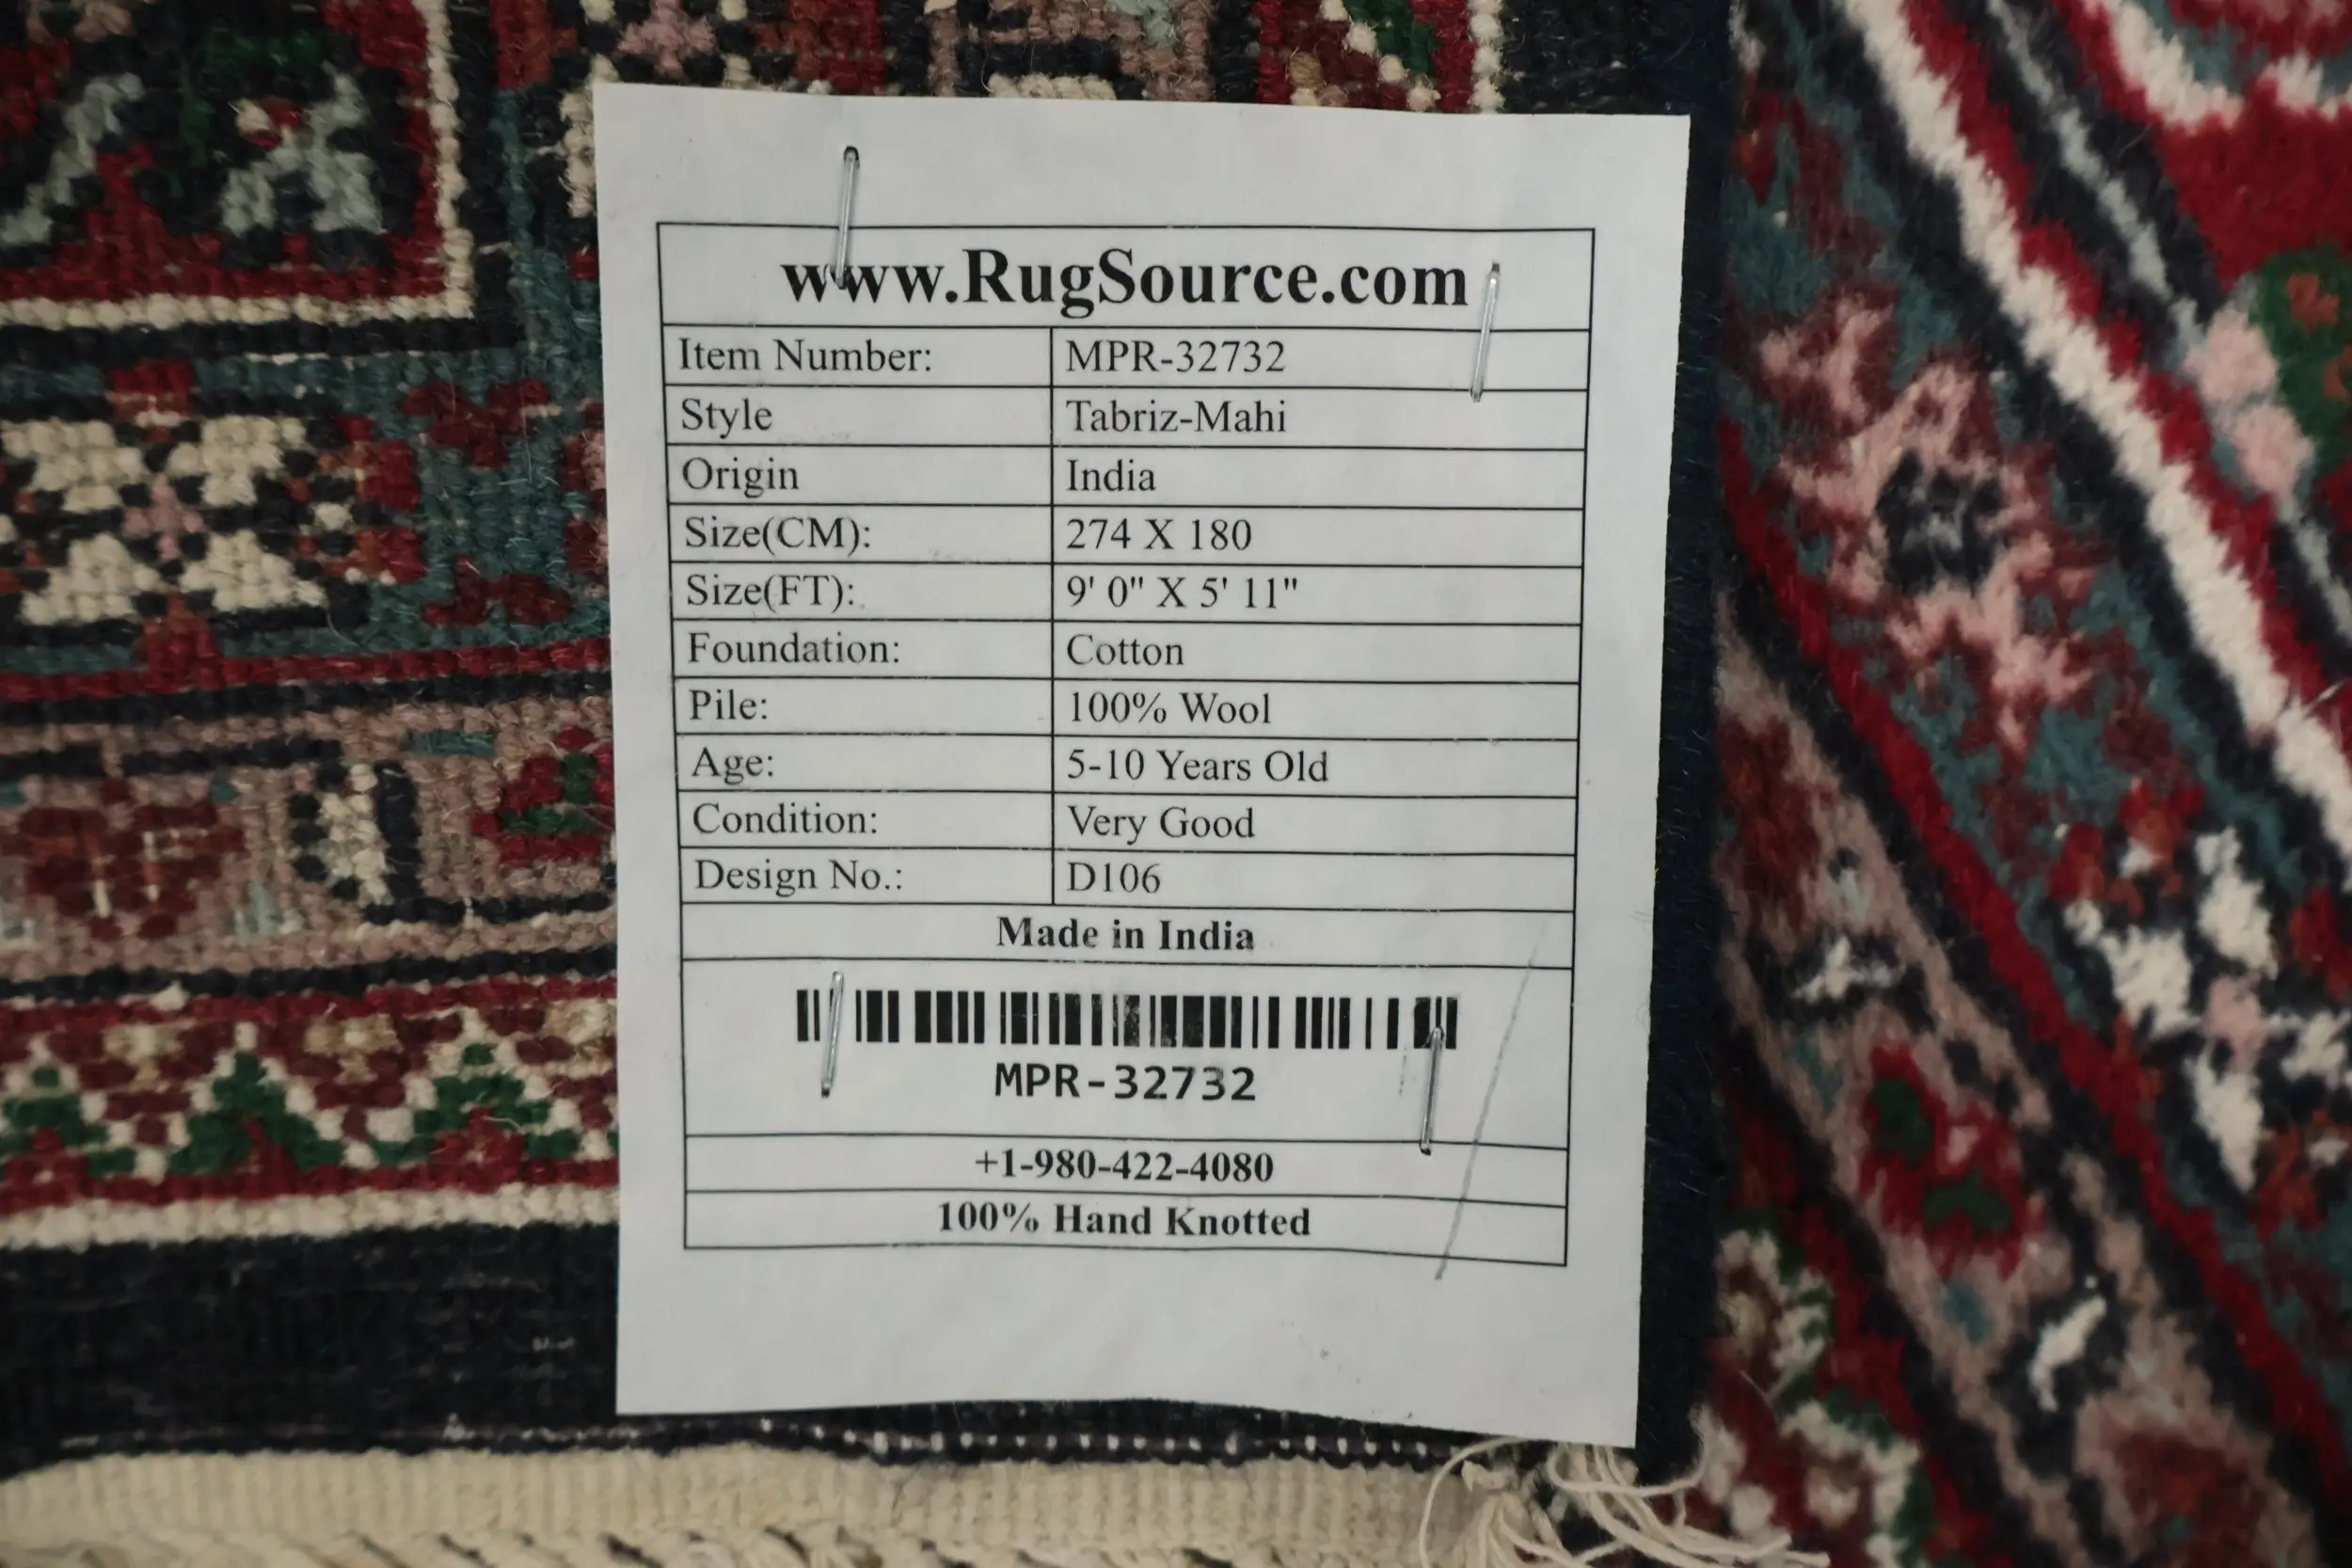 www.RugSource.com
Item Number: MPR-32732
Style Tabriz-Mahi
Origin India
Size(CM): 274 X 180
Size(FT): 9' 0" X 5' 11"
Foundation: Cotton
Pile: 100% Wool
Age: 5-10 Years Old
Condition: Very Good
Design No.: D106
Made in India
MPR-32732
+1-980-422-4080
100% Hand Knotted